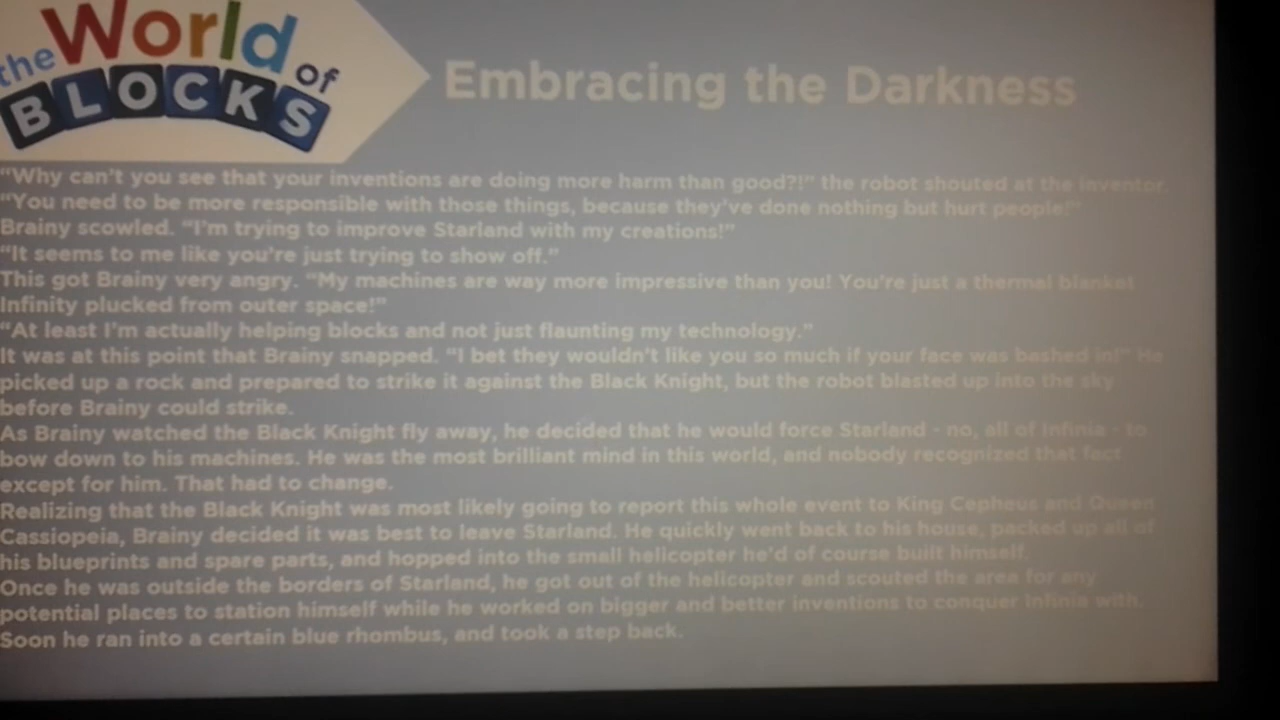 the World of
BLOCKS
Embracing the Darkness
“Why can’t you see that your inventions are doing more harm than good?!” the robot shouted at the inventor.
“You need to be more responsible with those things, because they’ve done nothing but hurt people!”
Brainy scowled. “I’m trying to improve Starland with my creations!”
“It seems to me like you’re just trying to show off.”
This got Brainy very angry. “My machines are way more impressive than you! You’re just a thermal blanket
Infinity plucked from outer space!”
“At least I’m actually helping blocks and not just flaunting my technology.”
It was at this point that Brainy snapped. “I bet they wouldn’t like you so much if your face was bashed in!” He
picked up a rock and prepared to strike it against the Black Knight, but the robot blasted up into the sky
before Brainy could strike.
As Brainy watched the Black Knight fly away, he decided that he would force Starland - no, all of Infinia - to
bow down to his machines. He was the most brilliant mind in this world, and nobody recognized that fact
except for him. That had to change.
Realizing that the Black Knight was most likely going to report this whole event to King Cepheus and Queen
Cassiopeia, Brainy decided it was best to leave Starland. He quickly went back to his house, packed up all of
his blueprints and spare parts, and hopped into the small helicopter he’d of course built himself.
Once he was outside the borders of Starland, he got out of the helicopter and scouted the area for any
potential places to station himself while he worked on bigger and better inventions to conquer Infinia with.
Soon he ran into a certain blue rhombus, and took a step back.